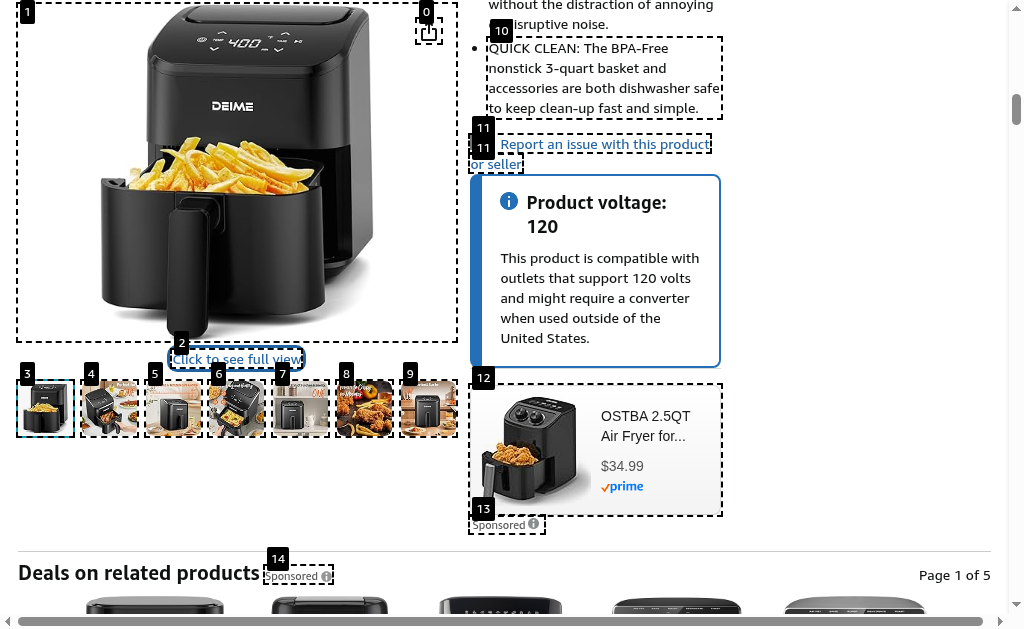 without the distraction of annoying
disruptive noise.
1
0
400
DEIME
10
QUICK CLEAN: The BPA-Free
nonstick 3-quart basket and
accessories are both dishwasher safe
to keep clean-up fast and simple.
11
11
Report an issue with this product
or seller
Product voltage:
120
This product is compatible with
outlets that support 120 volts
and might require a converter
when used outside of the
United States.
2
Click to see full view
3
4
5
6
7
8
9
12
OSTBA 2.5QT
Air Fryer for...
$34.99
prime
13
Sponsored
14
Deals on related products
Sponsored
Page 1 of 5